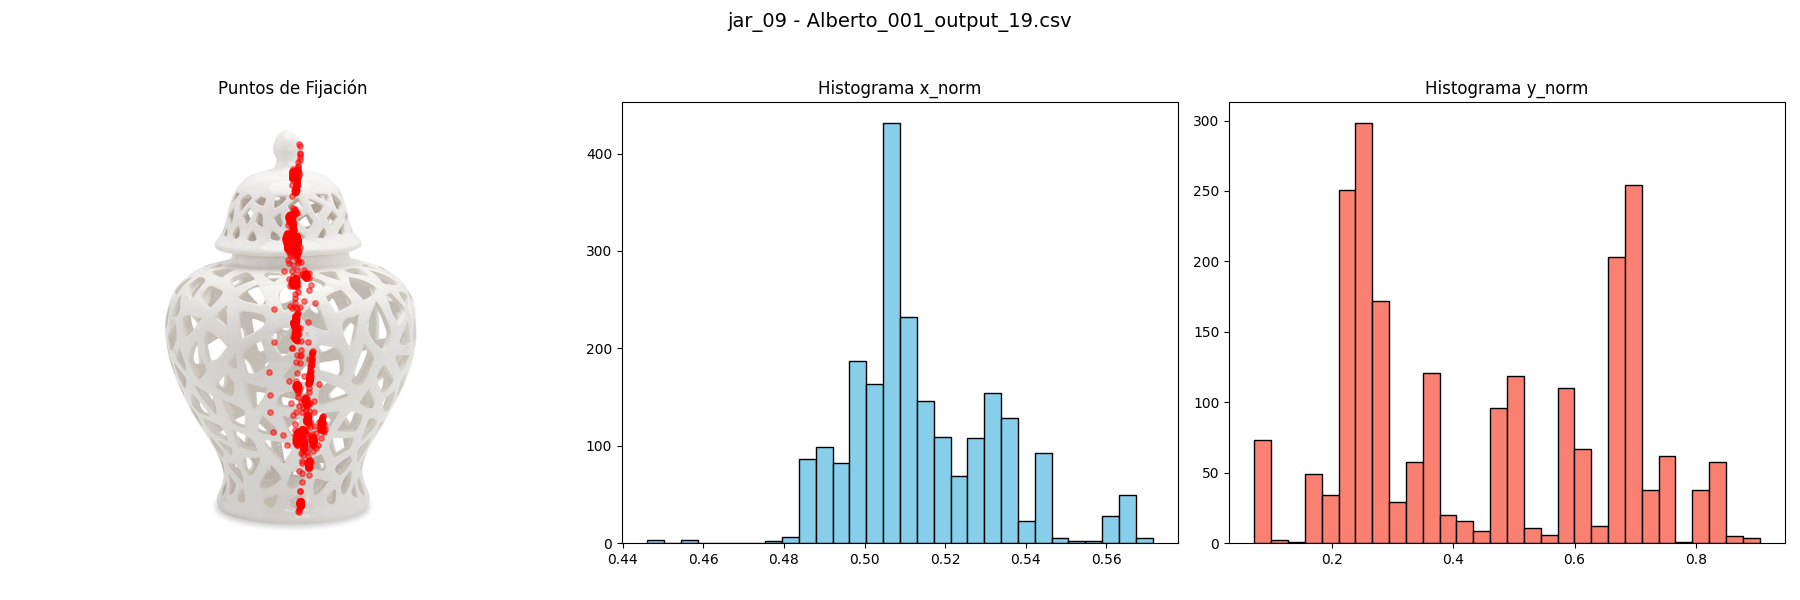 jar_09 - Alberto_001_output_19.csv
Puntos de Fijación
Histograma x_norm
400
300
200
100
0
0.44 0.46 0.48 0.50 0.52 0.54 0.56
Histograma y_norm
300
250
200
150
100
50
0
0.2 0.4 0.6 0.8